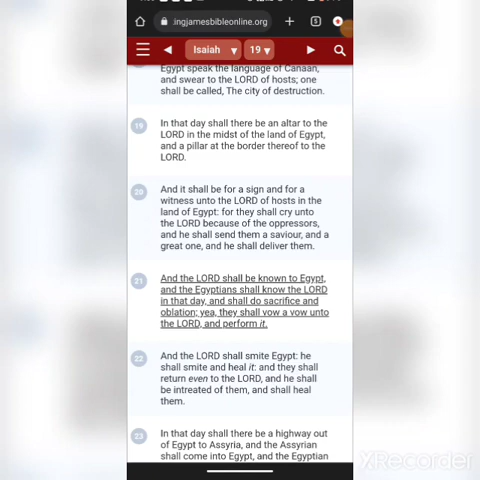 ingjamesbibleonline.org
5
Isaiah
19
Egypt speak the language of Canaan,
and swear to the LORD of hosts; one
shall be called, The city of destruction.
19
In that day shall there be an altar to the
LORD in the midst of the land of Egypt,
and a pillar at the border thereof to the
LORD.
20
And it shall be for a sign and for a
witness unto the LORD of hosts in the
land of Egypt: for they shall cry unto
the LORD because of the oppressors,
and he shall send them a saviour, and a
great one, and he shall deliver them.
21
And the LORD shall be known to Egypt,
and the Egyptians shall know the LORD
in that day, and shall do sacrifice and
oblation; yea, they shall vow a vow unto
the LORD, and perform it.
22
And the LORD shall smite Egypt: he
shall smite and heal it: and they shall
return even to the LORD, and he shall
be intreated of them, and shall heal
them.
23
In that day shall there be a highway out
of Egypt to Assyria, and the Assyrian
shall come into Egypt, and the Egyptian
XRecorder